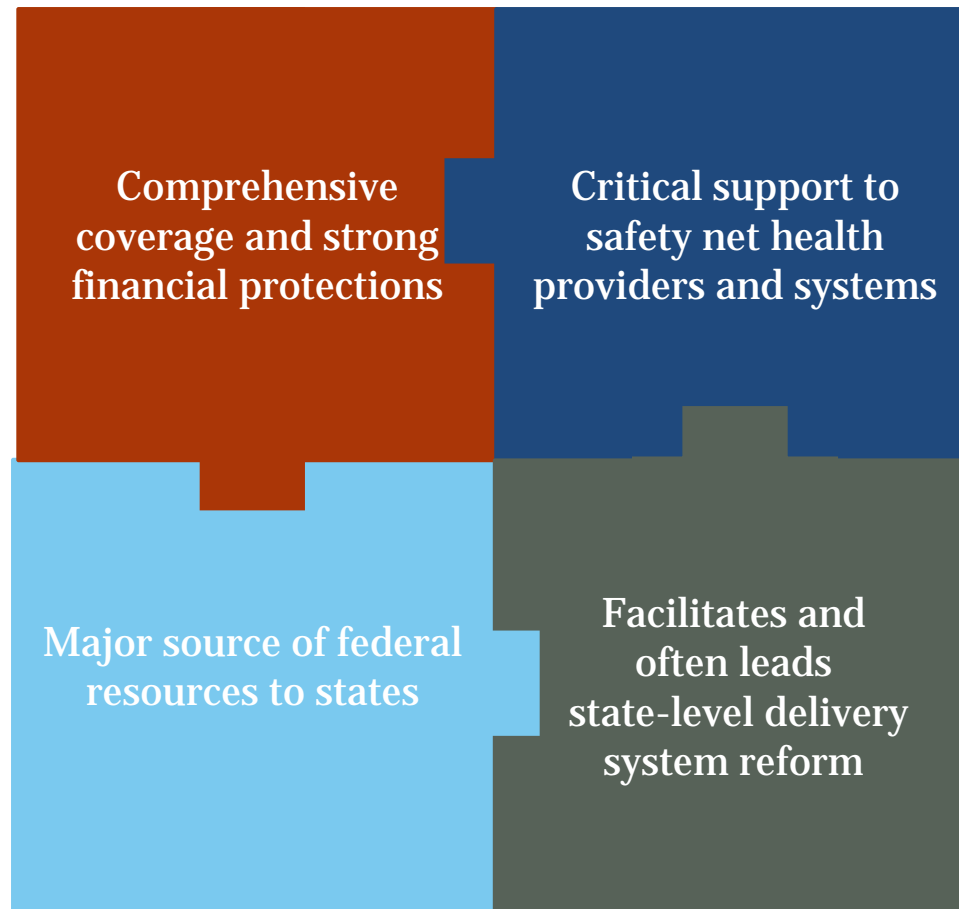 Comprehensive
coverage and strong
financial protections
Critical support to
safety net health
providers and systems
Major source of federal
resources to states
Facilitates and
often leads
state-level delivery
system reform